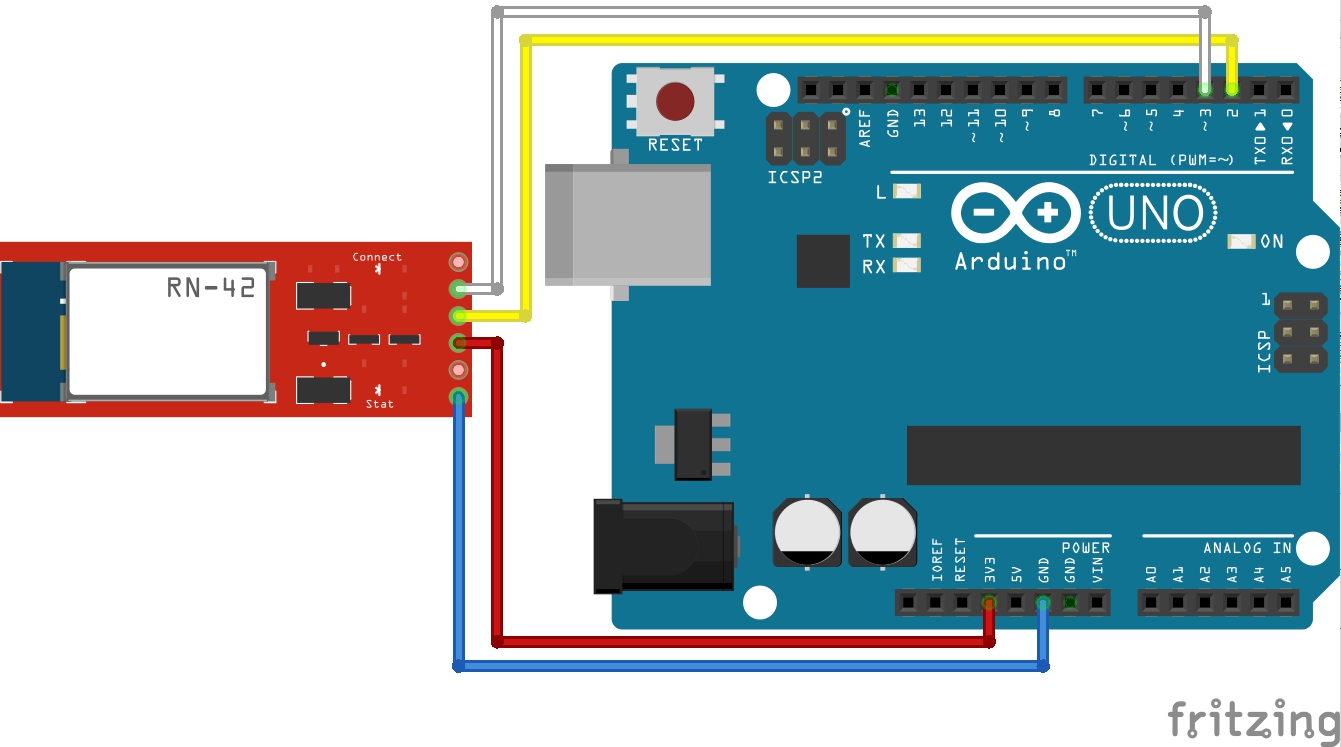 RESET
ICSP2
AREF
GND
13
12
~11
~10
~9
8
7
~6
~5
4
~3
2
TX0▶1
RX0◀0
DIGITAL (PWM=~)
L
TX
RX
Arduino™
UNO
ON
1
ICSP
RN-42
Connect
Stat
IOREF
RESET
3V3
5V
GND
GND
VIN
POWER
A0
A1
A2
A3
A4
A5
ANALOG IN
fritzing